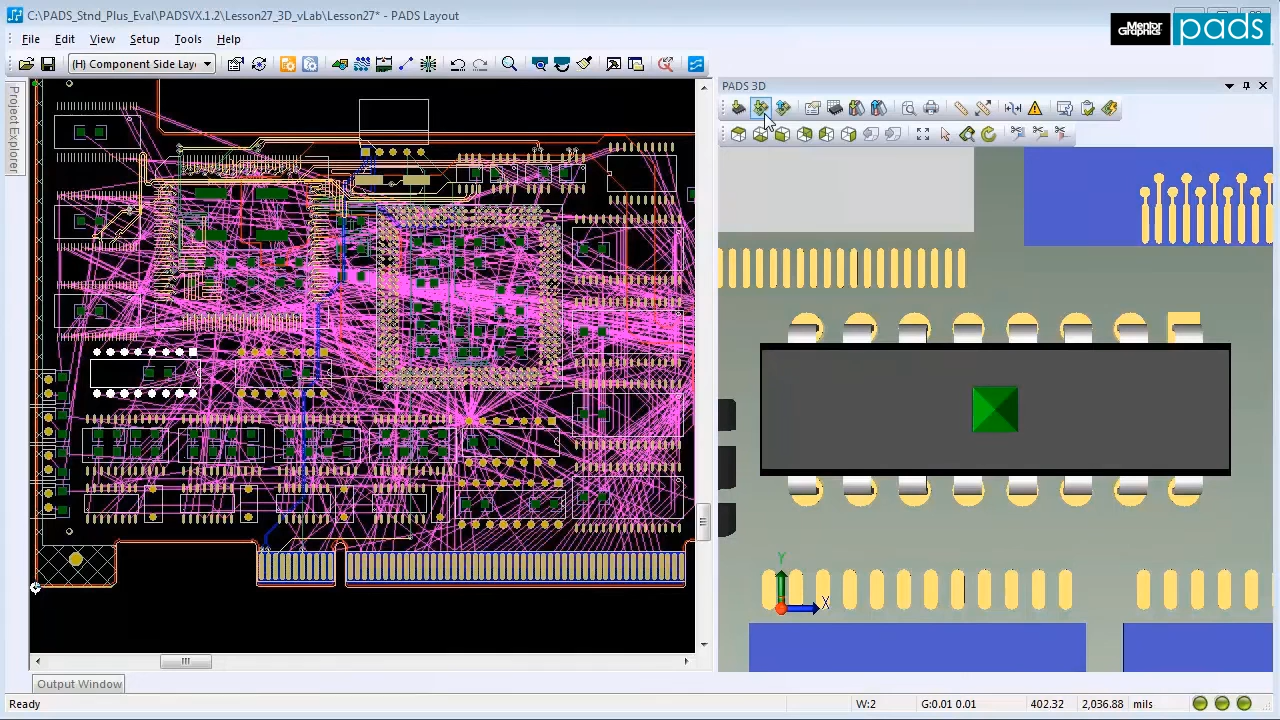 C:\PADS_Stnd_Plus_Eval\PADSVX.1.2\Lesson27_3D_vLab\Lesson27* - PADS Layout
Mentor Graphics
pads
File Edit View Setup Tools Help
(H) Component Side Lay
Project Explorer
PADS 3D
Y
X
Output Window
Ready
W:2
G:0.01 0.01
402.32
2,036.88
mils